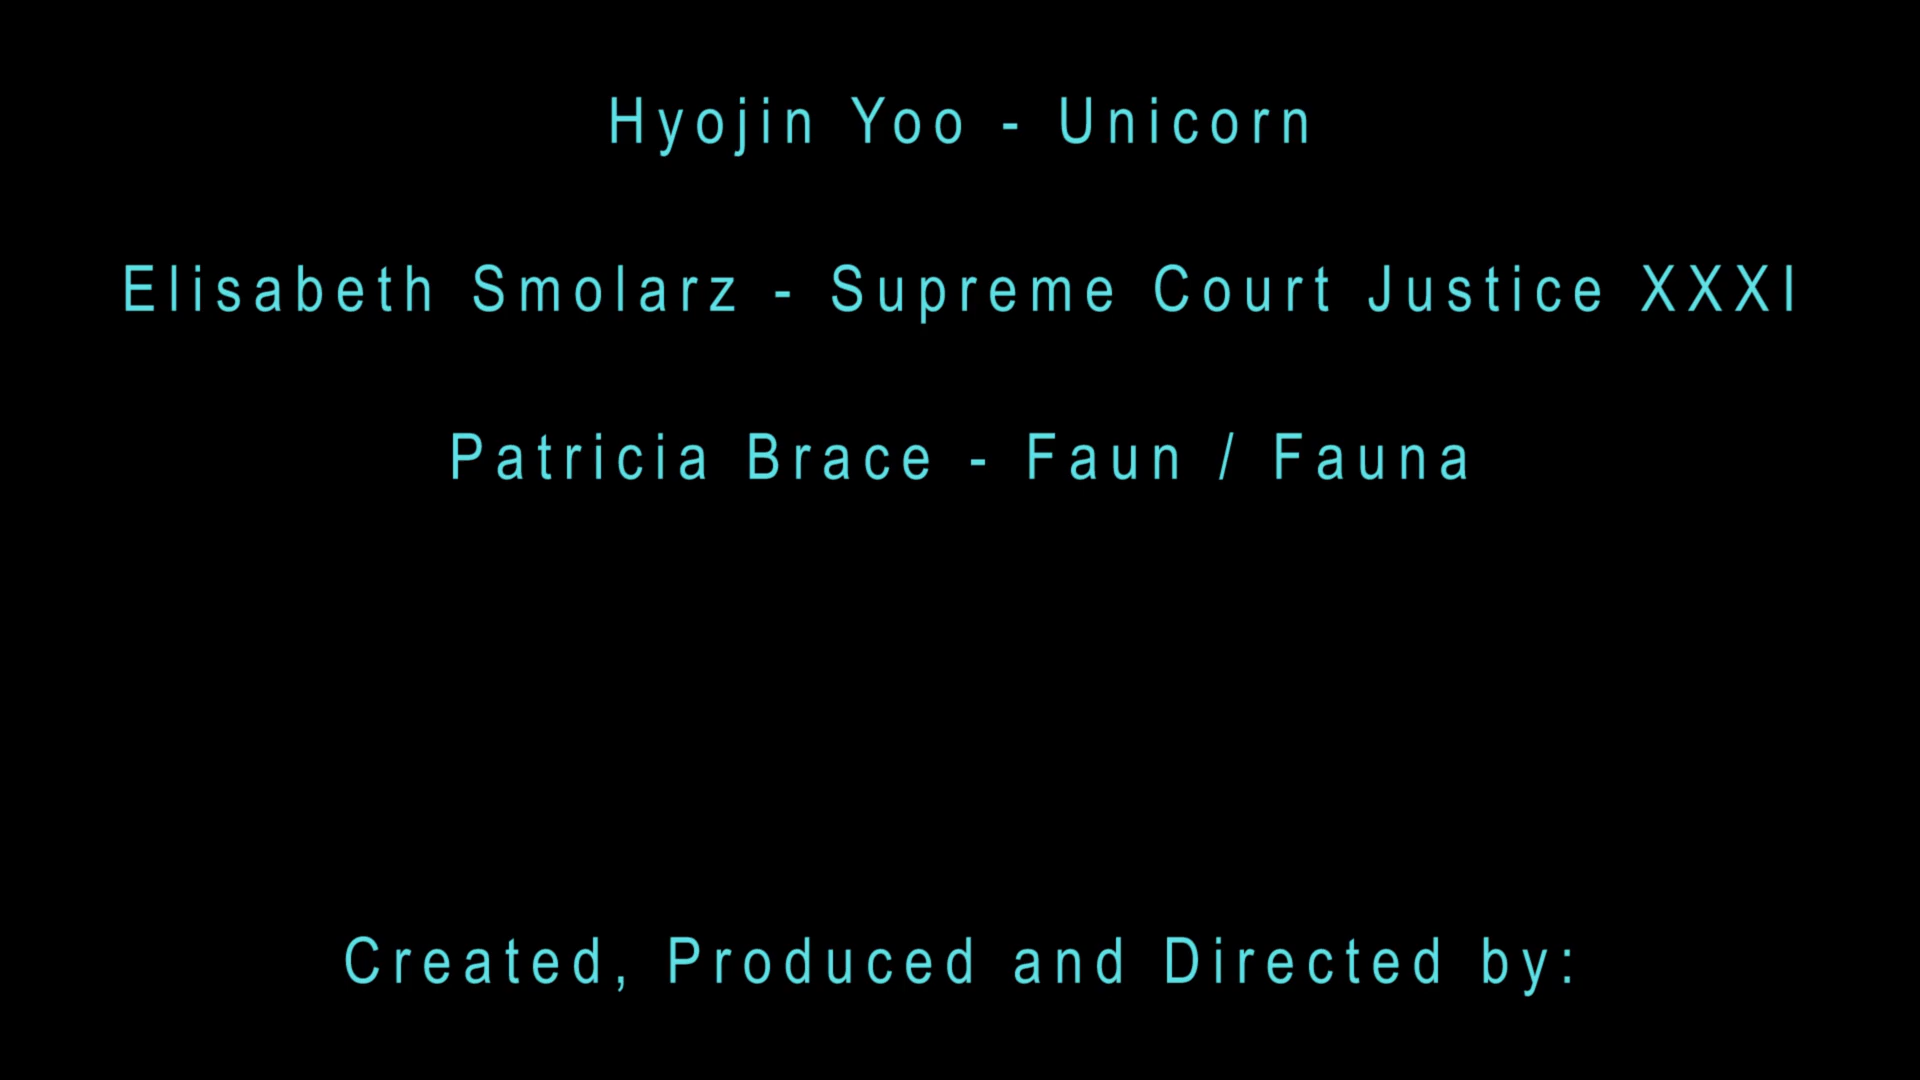 Hyojin Yoo - Unicorn
Elisabeth Smolarz - Supreme Court Justice XXXI
Patricia Brace - Faun / Fauna
Created, Produced and Directed by: